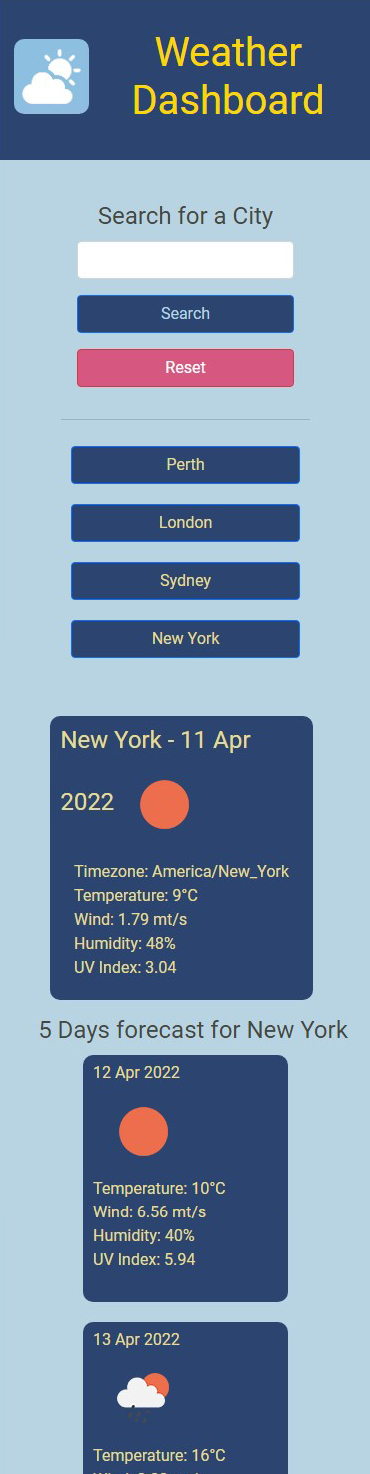 Weather
Dashboard
Search for a City
Search
Reset
Perth
London
Sydney
New York
New York - 11 Apr
2022
Timezone: America/New_York
Temperature: 9°C
Wind: 1.79 mt/s
Humidity: 48%
UV Index: 3.04
5 Days forecast for New York
12 Apr 2022
Temperature: 10°C
Wind: 6.56 mt/s
Humidity: 40%
UV Index: 5.94
13 Apr 2022
Temperature: 16°C